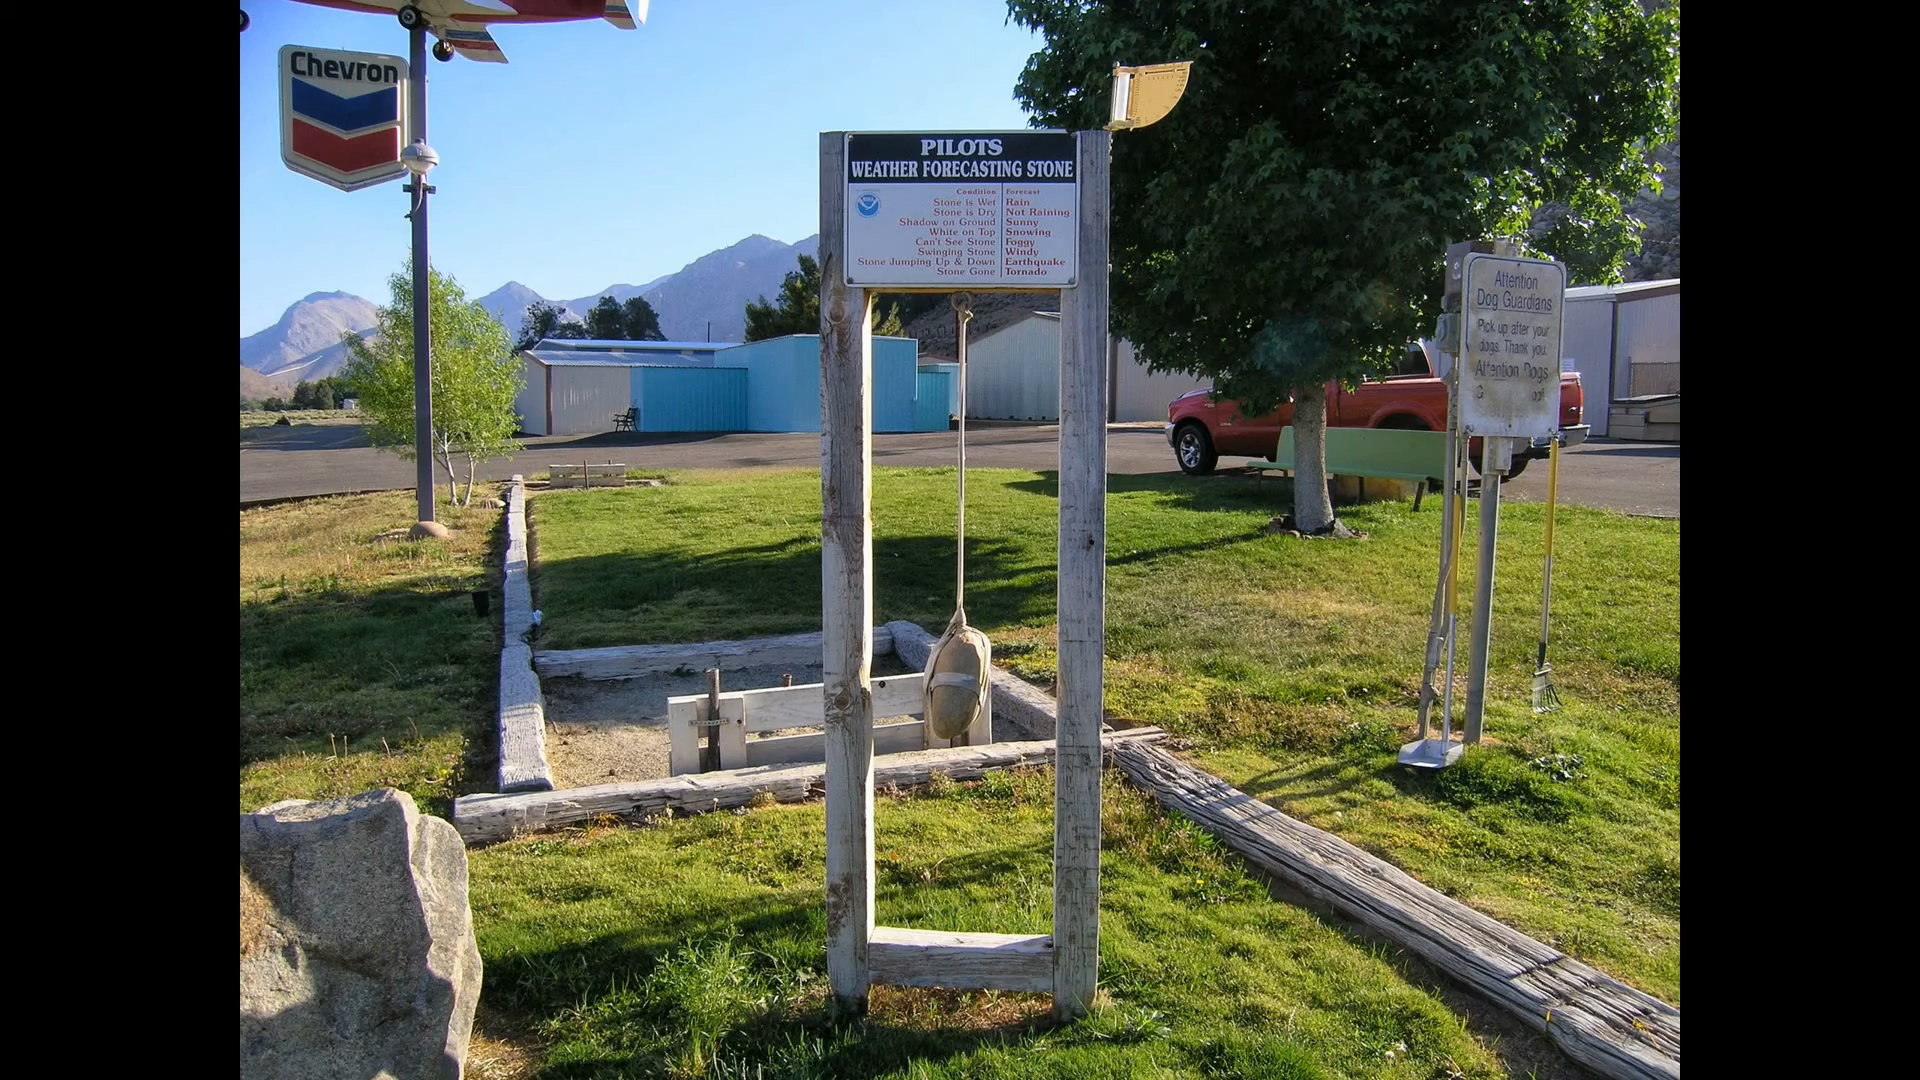 Chevron
PILOTS
WEATHER FORECASTING STONE
Condition Forecast
Stone is Wet Rain
Stone is Dry Not Raining
Shadow on Ground Sunny
White on Top Snowing
Can't See Stone Foggy
Swinging Stone Windy
Stone Jumping Up & Down Earthquake
Stone Gone Tornado
Attention
Dog Guardians
Pick up after your
dogs. Thank you.
Attention Dogs